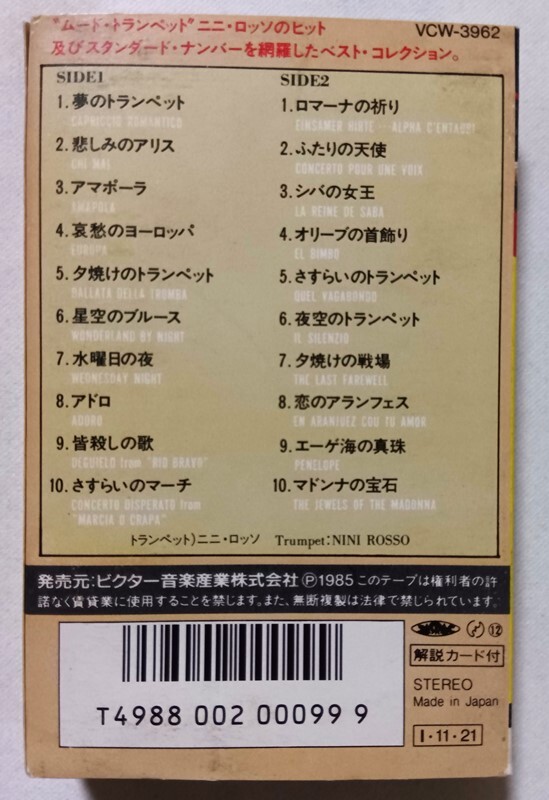 "ムード・トランペット"ニニ・ロッソのヒット
VCW-3962
及びスタンダード・ナンバーを網羅したベスト・コレクション。
SIDE1
1.夢のトランペット
CAPRICCIO ROMANTICO
2.悲しみのアリス
CHI MAI
3.アマポーラ
AMAPOLA
4.哀愁のヨーロッパ
EUROPA
5.夕焼けのトランペット
BALLATA DELLA TROMBA
6.星空のブルース
WONDERLAND BY NIGHT
7.水曜日の夜
WEDNESDAY NIGHT
8.アドロ
ADORO
9.皆殺しの歌
DEGUELO from "RIO BRAVO"
10.さすらいのマーチ
CONCERTO DISPERATO from
"MARCIA O CRAPA"
SIDE2
1.ロマーナの祈り
EINSAMER HIRTE
2.ふたりの天使
CONCERTO POUR UNE VOIX
3.シバの女王
LA REINE DE SABA
4.オリーブの首飾り
EL BIMBO
5.さすらいのトランペット
QUEL VAGABONDO
6.夜空のトランペット
IL SILENZIO
7.夕焼けの戦場
THE LAST FAREWELL
8.恋のアランフェス
EN ARANJUEZ COU TU AMOR
9.エーゲ海の真珠
PENELOPE
10.マドンナの宝石
THE JEWELS OF THE MADONNA
トランペット)ニニ・ロッソ Trumpet:NINI ROSSO
発売元:ビクター音楽産業株式会社Ⓟ1985 このテープは権利者の許
諾なく賃貸業に使用することを禁じます。また、無断複製は法律で禁じられています。
T4988 002 00099 9
⑫
解説カード付
STEREO
Made in Japan
I・11・21